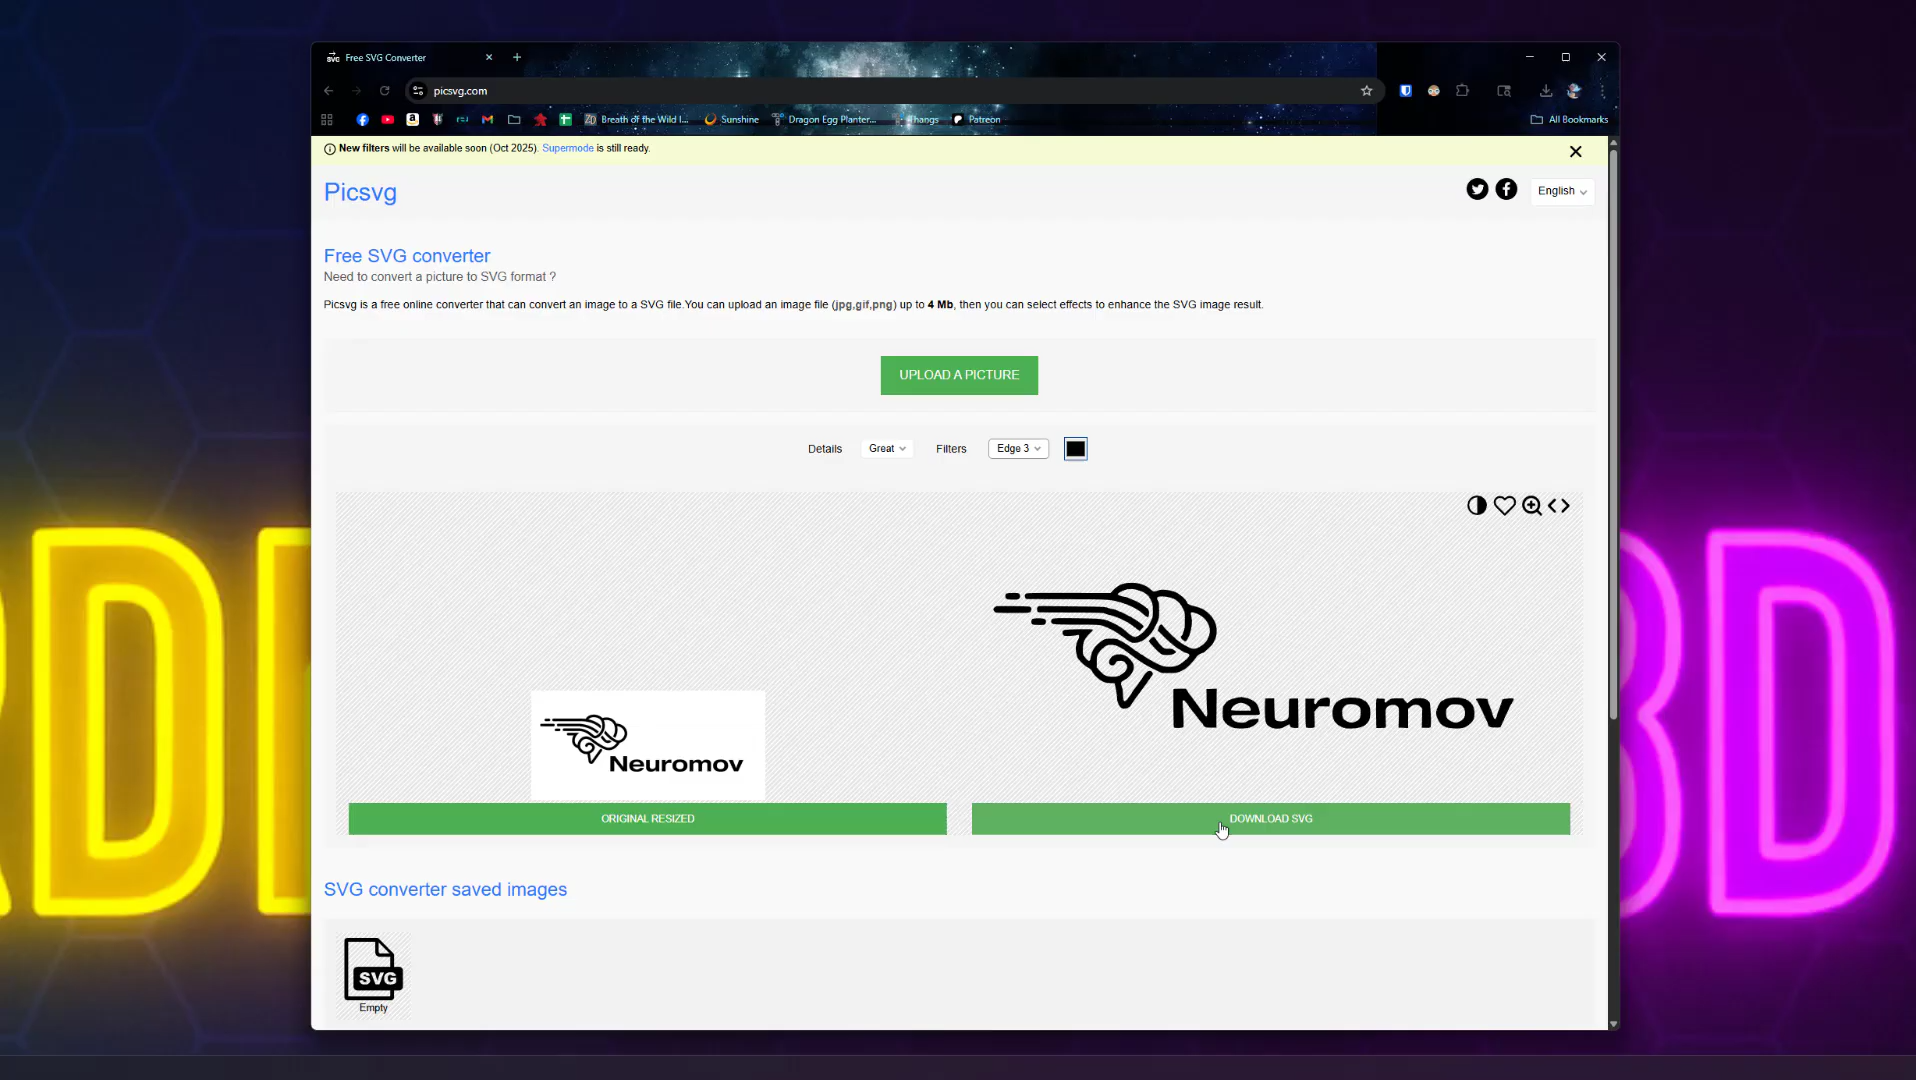 SVG Free SVG Converter
picsvg.com
Breath of the Wild I... Sunshine Dragon Egg Planter... Thangs Patreon All Bookmarks
New filters will be available soon (Oct 2025). Supermode is still ready.
Picsvg
English
Free SVG converter
Need to convert a picture to SVG format ?
Picsvg is a free online converter that can convert an image to a SVG file.You can upload an image file (jpg,gif,png) up to 4 Mb, then you can select effects to enhance the SVG image result.
UPLOAD A PICTURE
Details Great Filters Edge 3
Neuromov
Neuromov
ORIGINAL RESIZED
DOWNLOAD SVG
SVG converter saved images
SVG
Empty